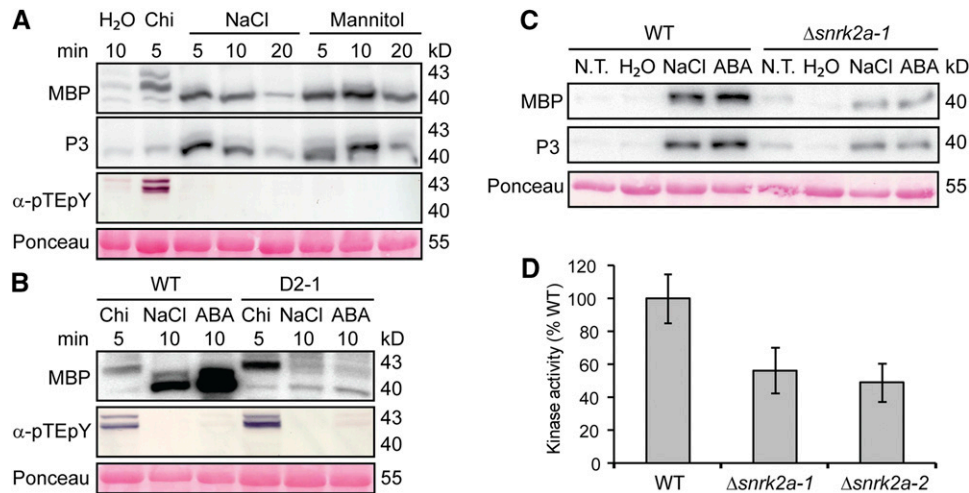 A
H₂O Chi NaCl Mannitol
min 10 5 5 10 20 5 10 20 kD
MBP 43
40
P3 43
40
α-pTEpY 43
40
Ponceau 55
B
WT D2-1
Chi NaCl ABA Chi NaCl ABA
min 5 10 10 5 10 10 kD
MBP 43
40
α-pTEpY 43
40
Ponceau 55
C
WT Δsnrk2a-1
N.T. H₂O NaCl ABA N.T. H₂O NaCl ABA kD
MBP 40
P3 40
Ponceau 55
D
Kinase activity (% WT)
120
100
80
60
40
20
0
WT Δsnrk2a-1 Δsnrk2a-2